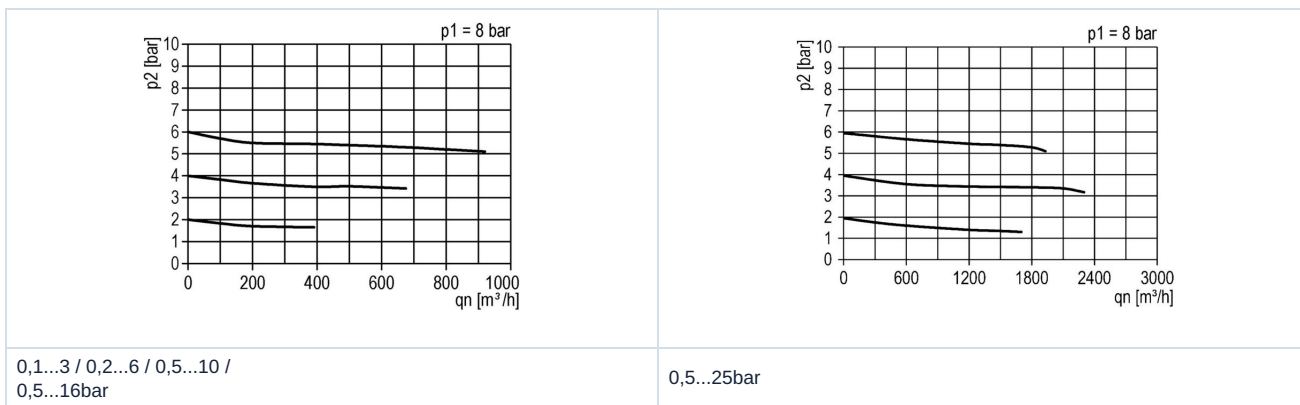 p1 = 8 bar
p2 [bar]
10
9
8
7
6
5
4
3
2
1
0
0 200 400 600 800 1000
qn [m³/h]
p1 = 8 bar
p2 [bar]
10
9
8
7
6
5
4
3
2
1
0
0 600 1200 1800 2400 3000
qn [m³/h]
0,1...3 / 0,2...6 / 0,5...10 /
0,5...16bar
0,5...25bar